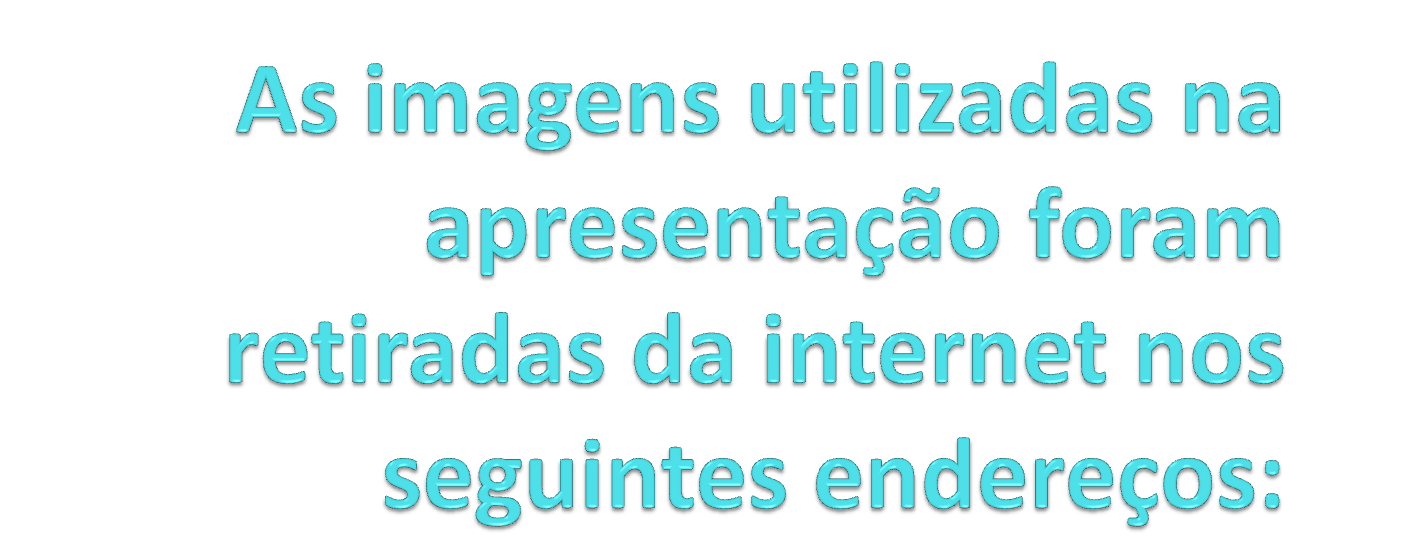 As imagens utilizadas na
apresentação foram
retiradas da internet nos
seguintes endereços: